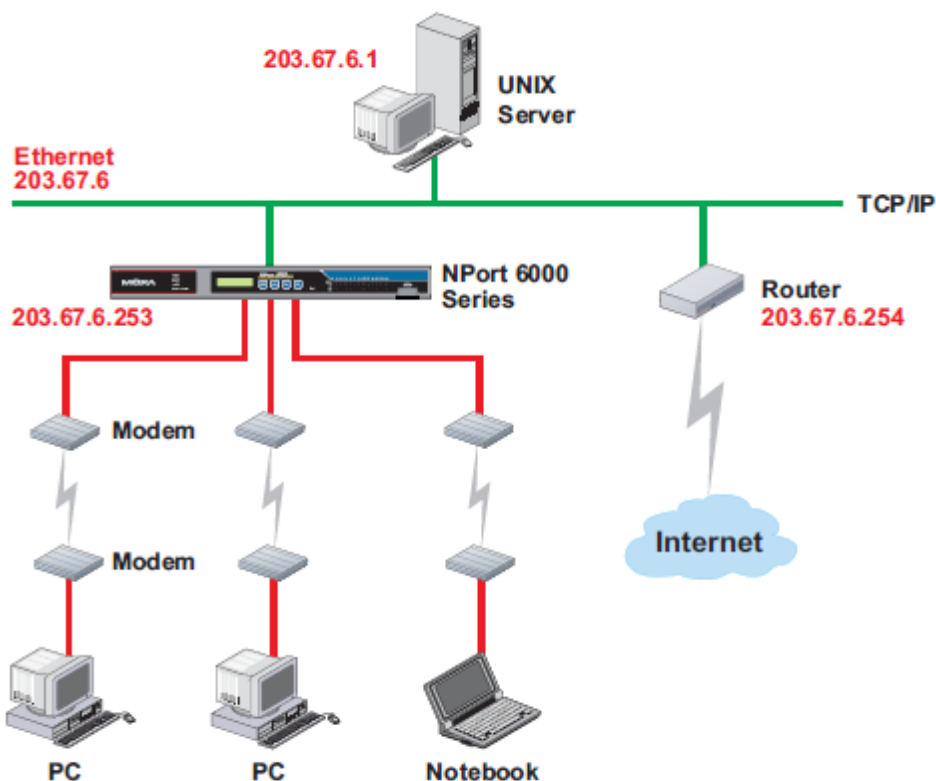 203.67.6.1
UNIX
Server
Ethernet
203.67.6
TCP/IP
MOXA
NPort 6000
Series
203.67.6.253
Router
203.67.6.254
Modem
Modem
Internet
PC
PC
Notebook